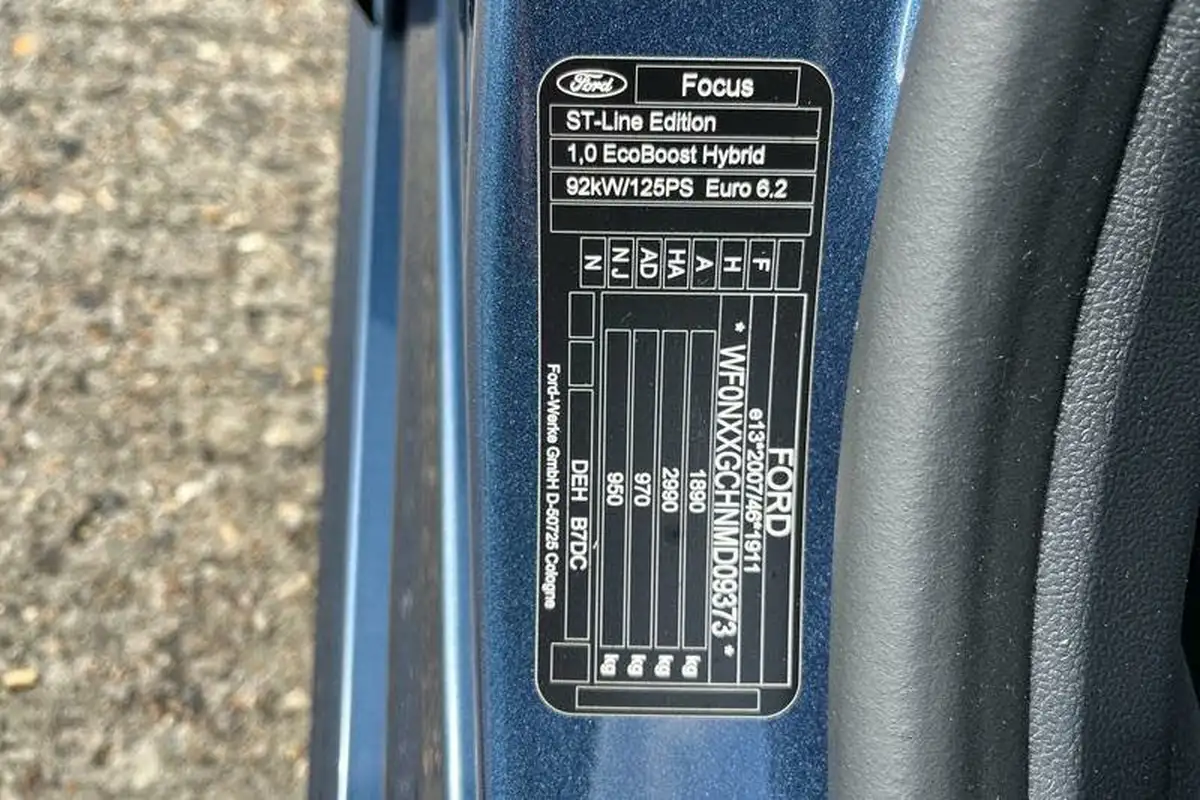 Ford
Focus
ST-Line Edition
1,0 EcoBoost Hybrid
92kW/125PS Euro 6.2
F
H
A
HA
AD
NJ
N
FORD
e13*2007/46*1911
* WF0NXXGCHNMD09373 *
1890 kg
2990 kg
970 kg
950 kg
DEH B7DC
Ford-Werke GmbH D-50725 Cologne